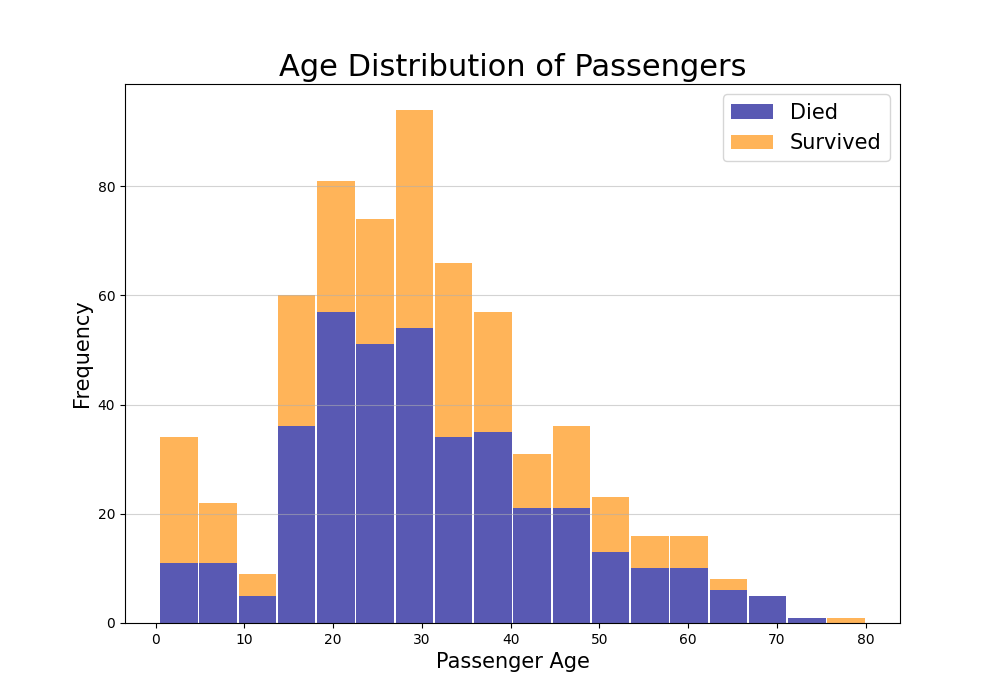 Age Distribution of Passengers
Died
Survived
80
60
40
20
0
Frequency
0 10 20 30 40 50 60 70 80
Passenger Age